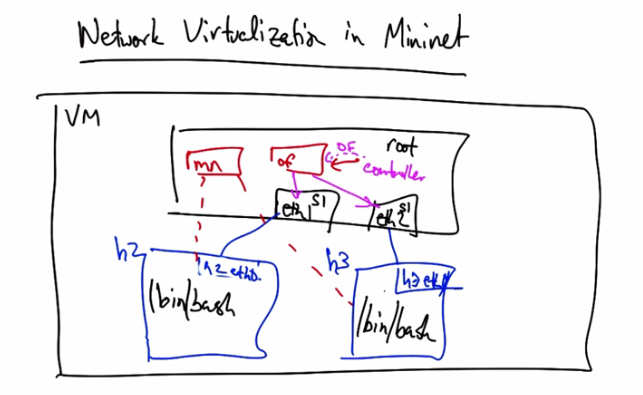 Network Virtualization in Mininet
VM
root
mn
of
OF
controller
eth1 S1
eth2 S1
h2
h2-eth0
h3
h3 eth
/bin/bash
/bin/bash